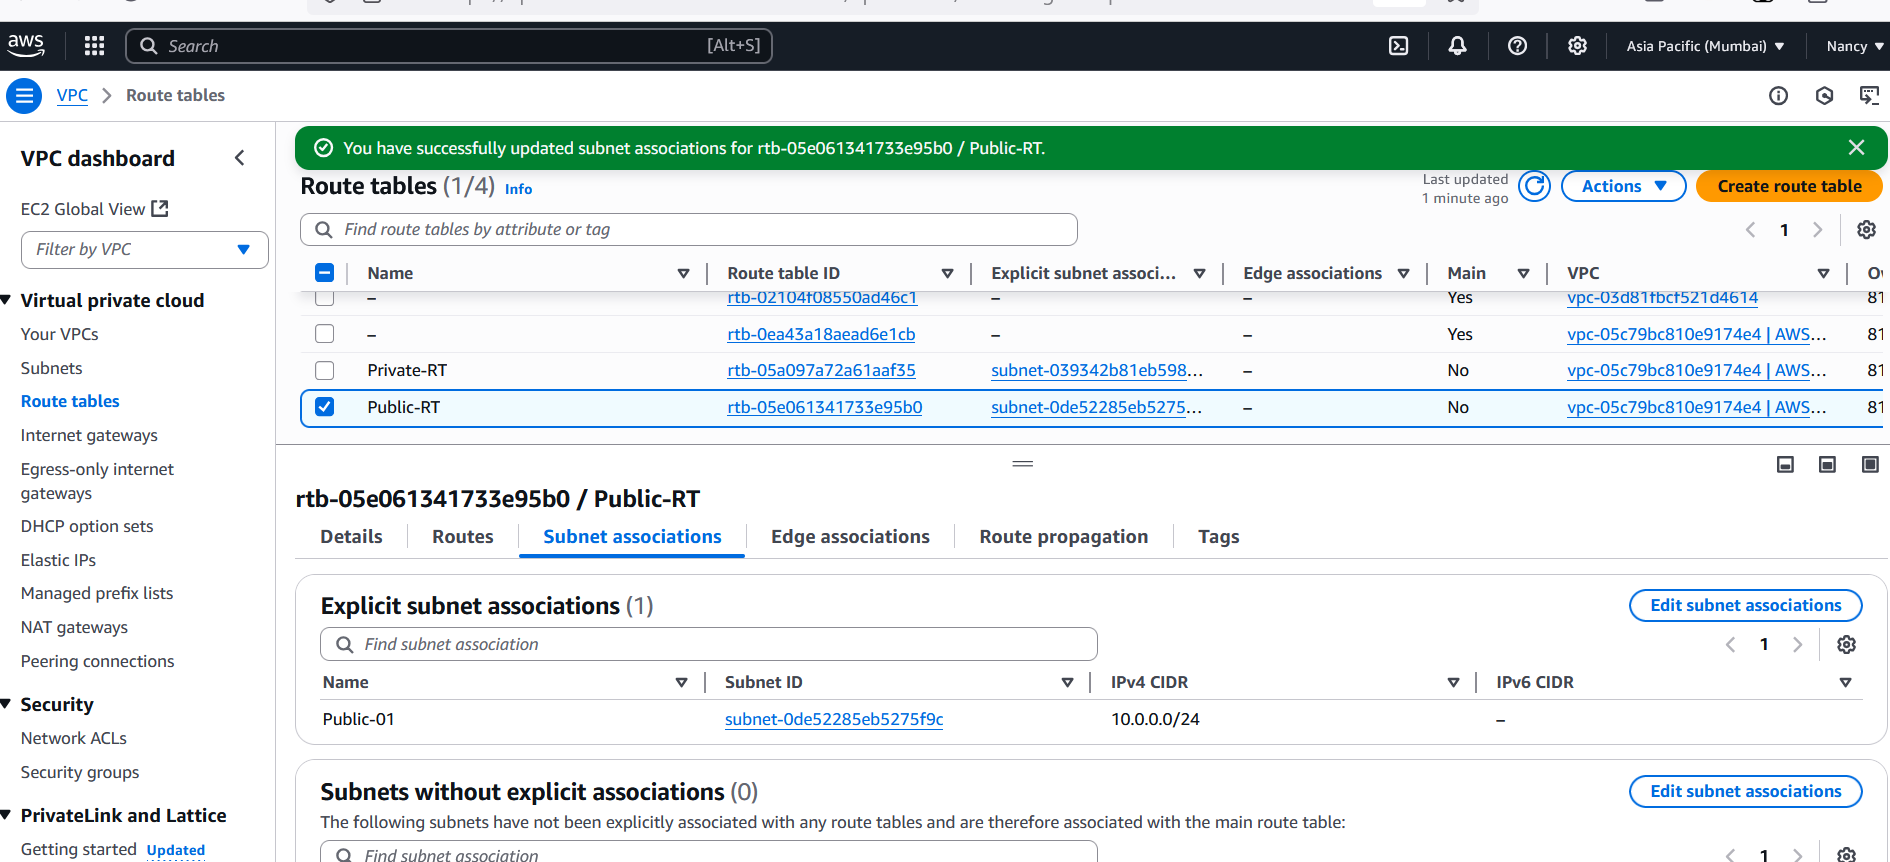 aws
Search
[Alt+S]
Asia Pacific (Mumbai)
Nancy
VPC
Route tables
VPC dashboard
EC2 Global View
Filter by VPC
Virtual private cloud
Your VPCs
Subnets
Route tables
Internet gateways
Egress-only internet
gateways
DHCP option sets
Elastic IPs
Managed prefix lists
NAT gateways
Peering connections
Security
Network ACLs
Security groups
PrivateLink and Lattice
Getting started Updated
You have successfully updated subnet associations for rtb-05e061341733e95b0 / Public-RT.
Route tables (1/4) Info
Last updated
1 minute ago
Actions
Create route table
Find route tables by attribute or tag
1
Name Route table ID Explicit subnet associ... Edge associations Main VPC Ow
– rtb-02104f08550ad46c1 – – Yes vpc-03d81fbcf521d4614 81
– rtb-0ea43a18aead6e1cb – – Yes vpc-05c79bc810e9174e4 | AWS... 81
Private-RT rtb-05a097a72a61aaf35 subnet-039342b81eb598... – No vpc-05c79bc810e9174e4 | AWS... 81
Public-RT rtb-05e061341733e95b0 subnet-0de52285eb5275... – No vpc-05c79bc810e9174e4 | AWS... 81
rtb-05e061341733e95b0 / Public-RT
Details Routes Subnet associations Edge associations Route propagation Tags
Explicit subnet associations (1)
Edit subnet associations
Find subnet association
1
Name Subnet ID IPv4 CIDR IPv6 CIDR
Public-01 subnet-0de52285eb5275f9c 10.0.0.0/24 –
Subnets without explicit associations (0)
Edit subnet associations
The following subnets have not been explicitly associated with any route tables and are therefore associated with the main route table:
Find subnet association
1